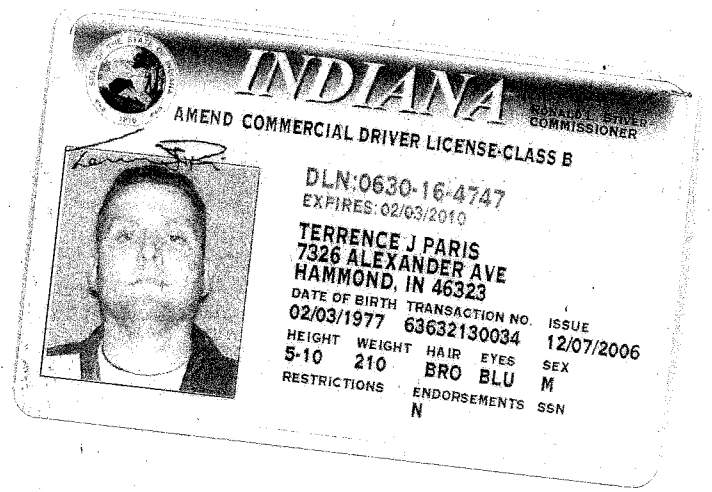 INDIANA
COMMISSIONER
AMEND COMMERCIAL DRIVER LICENSE-CLASS B
DLN:0630-16-4747
EXPIRES: 02/03/2010
TERRENCE J PARIS
7326 ALEXANDER AVE
HAMMOND, IN 46323
DATE OF BIRTH TRANSACTION NO. ISSUE
02/03/1977 63632130034 12/07/2006
HEIGHT WEIGHT HAIR EYES SEX
5-10 210 BRO BLU M
RESTRICTIONS ENDORSEMENTS SSN
N